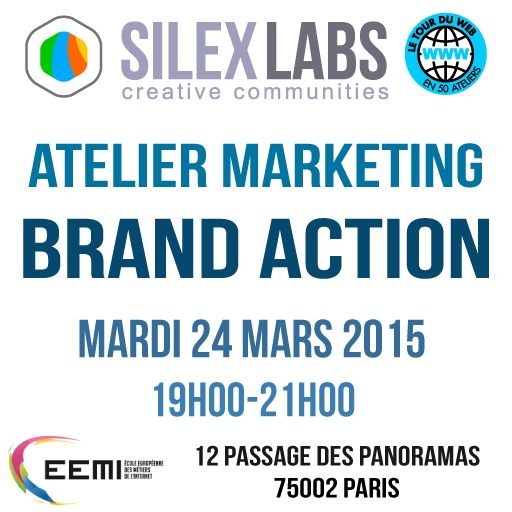 SILEX LABS
creative communities
LE TOUR DU WEB
WWW
EN 50 ATELIERS
ATELIER MARKETING
BRAND ACTION
MARDI 24 MARS 2015
19H00-21H00
EEMI
ÉCOLE EUROPÉENNE
DES MÉTIERS
DE L'INTERNET
12 PASSAGE DES PANORAMAS
75002 PARIS